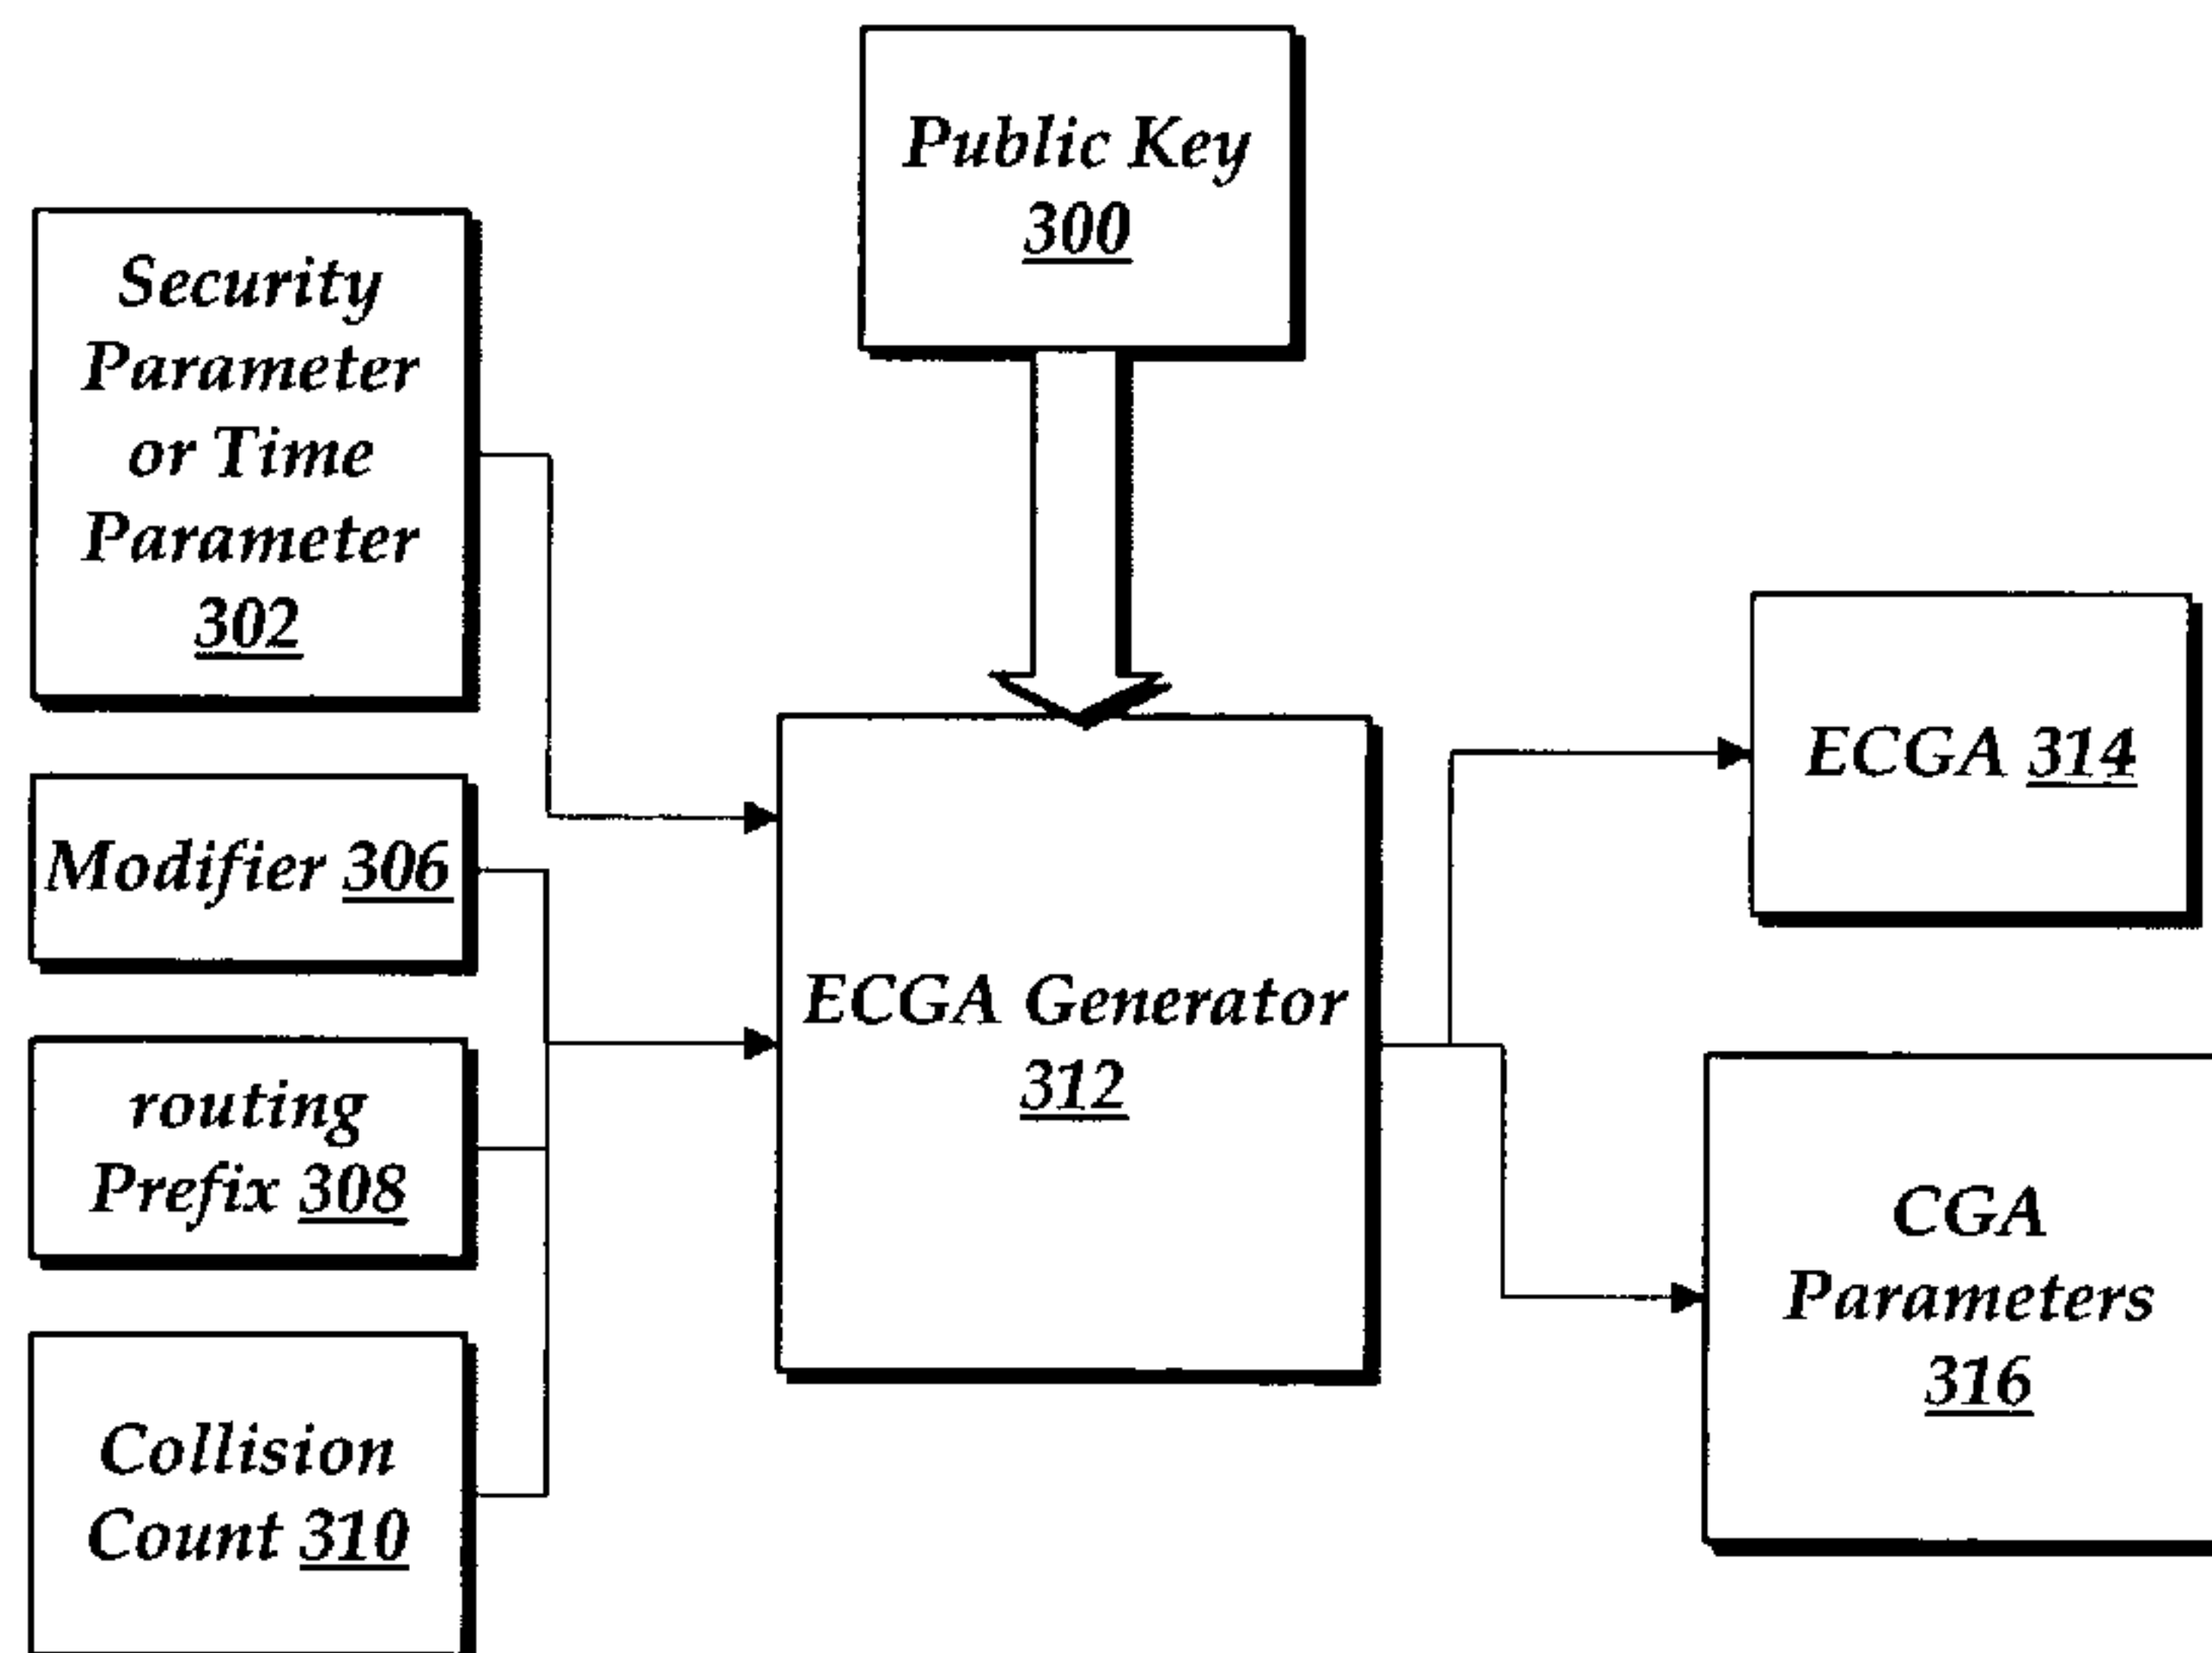 Public Key
300
Security
Parameter
or Time
Parameter
302
Modifier 306
routing
Prefix 308
Collision
Count 310
ECGA Generator
312
ECGA 314
CGA
Parameters
316